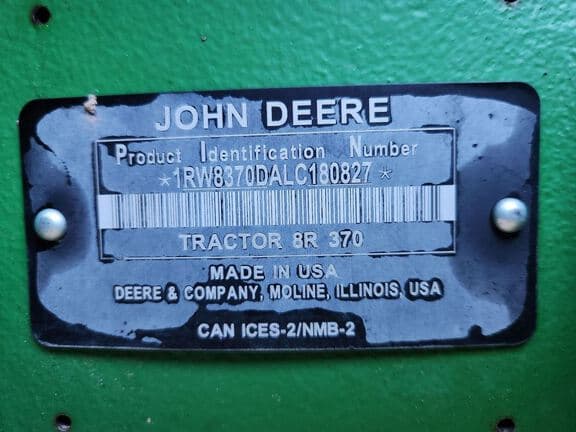 JOHN DEERE
Product Identification Number
*1RW8370DALC180827*
TRACTOR 8R 370
MADE IN USA
DEERE & COMPANY, MOLINE, ILLINOIS, USA
CAN ICES-2/NMB-2